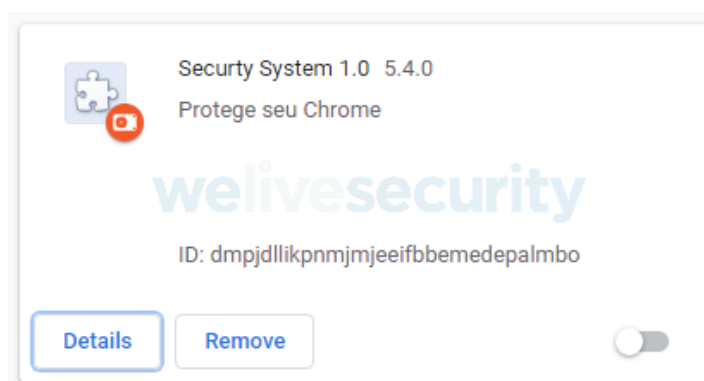 Securty System 1.0 5.4.0
Protege seu Chrome
welivesecurity
ID: dmpjdllikpnmjmjeeifbbemedepalmbo
Details Remove